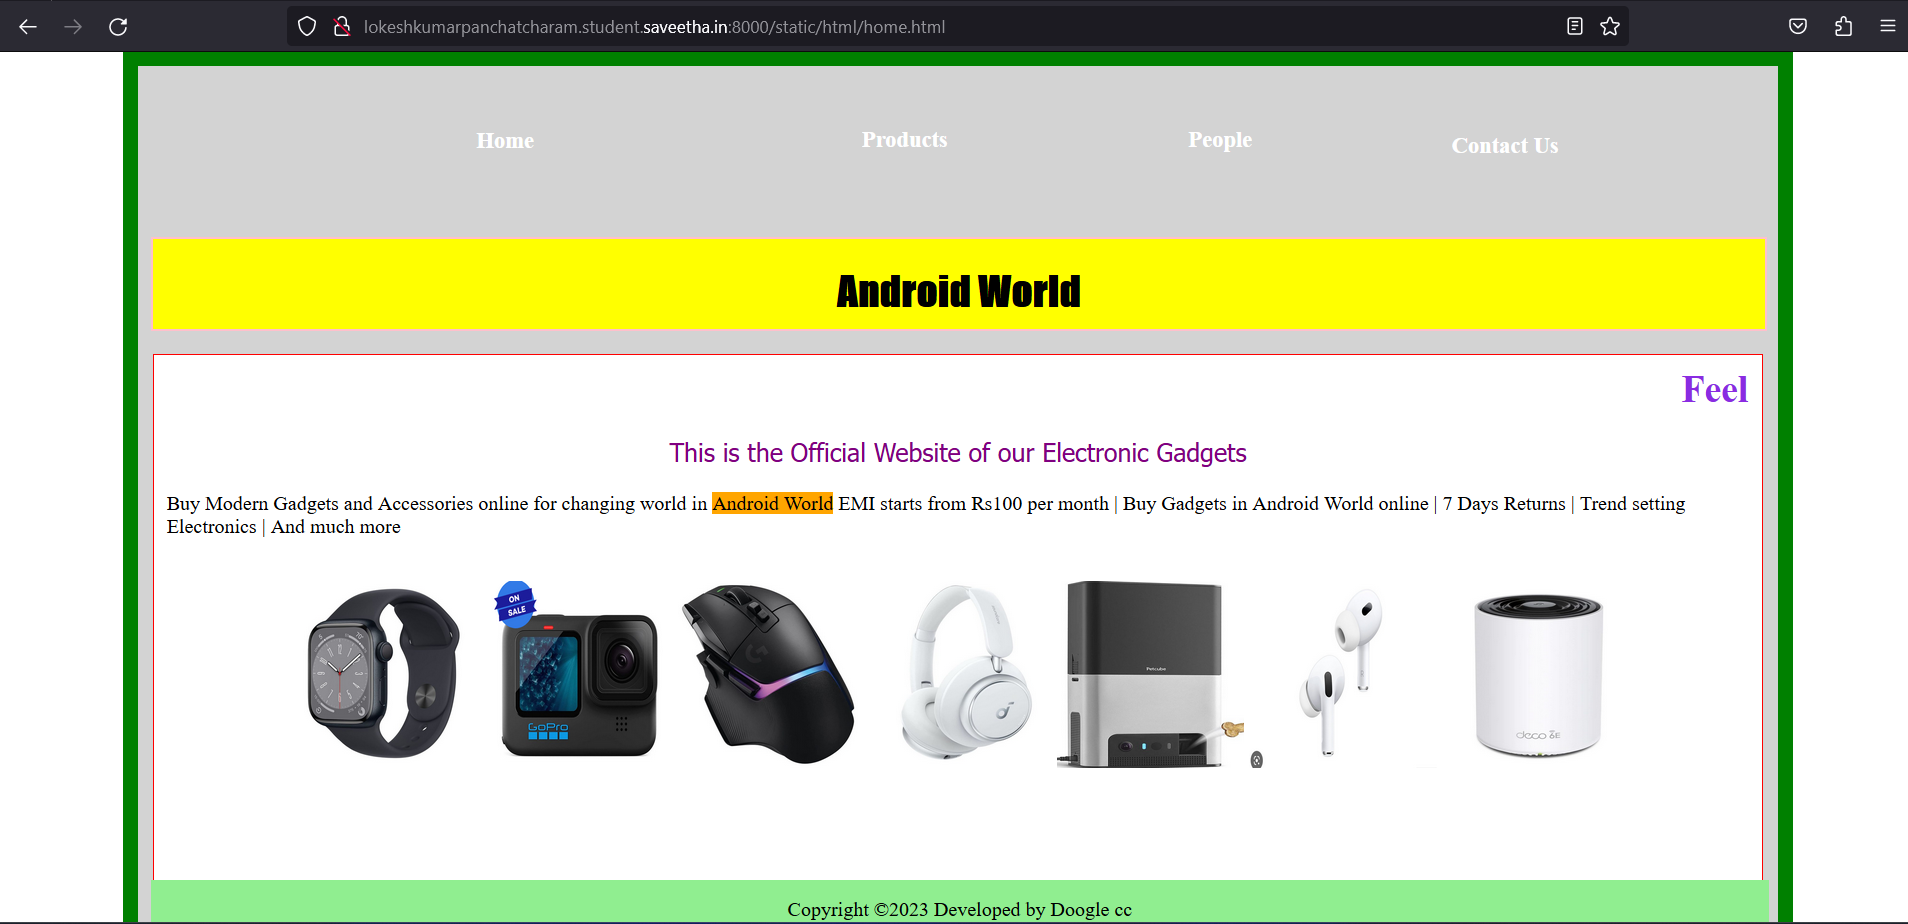 lokeshkumarpanchatcharam.student.saveetha.in:8000/static/html/home.html
Home Products People Contact Us
Android World
Feel
This is the Official Website of our Electronic Gadgets
Buy Modern Gadgets and Accessories online for changing world in Android World EMI starts from Rs100 per month | Buy Gadgets in Android World online | 7 Days Returns | Trend setting
Electronics | And much more
ON
SALE
GoPro
Petcube
deco 6E
Copyright ©2023 Developed by Doogle cc